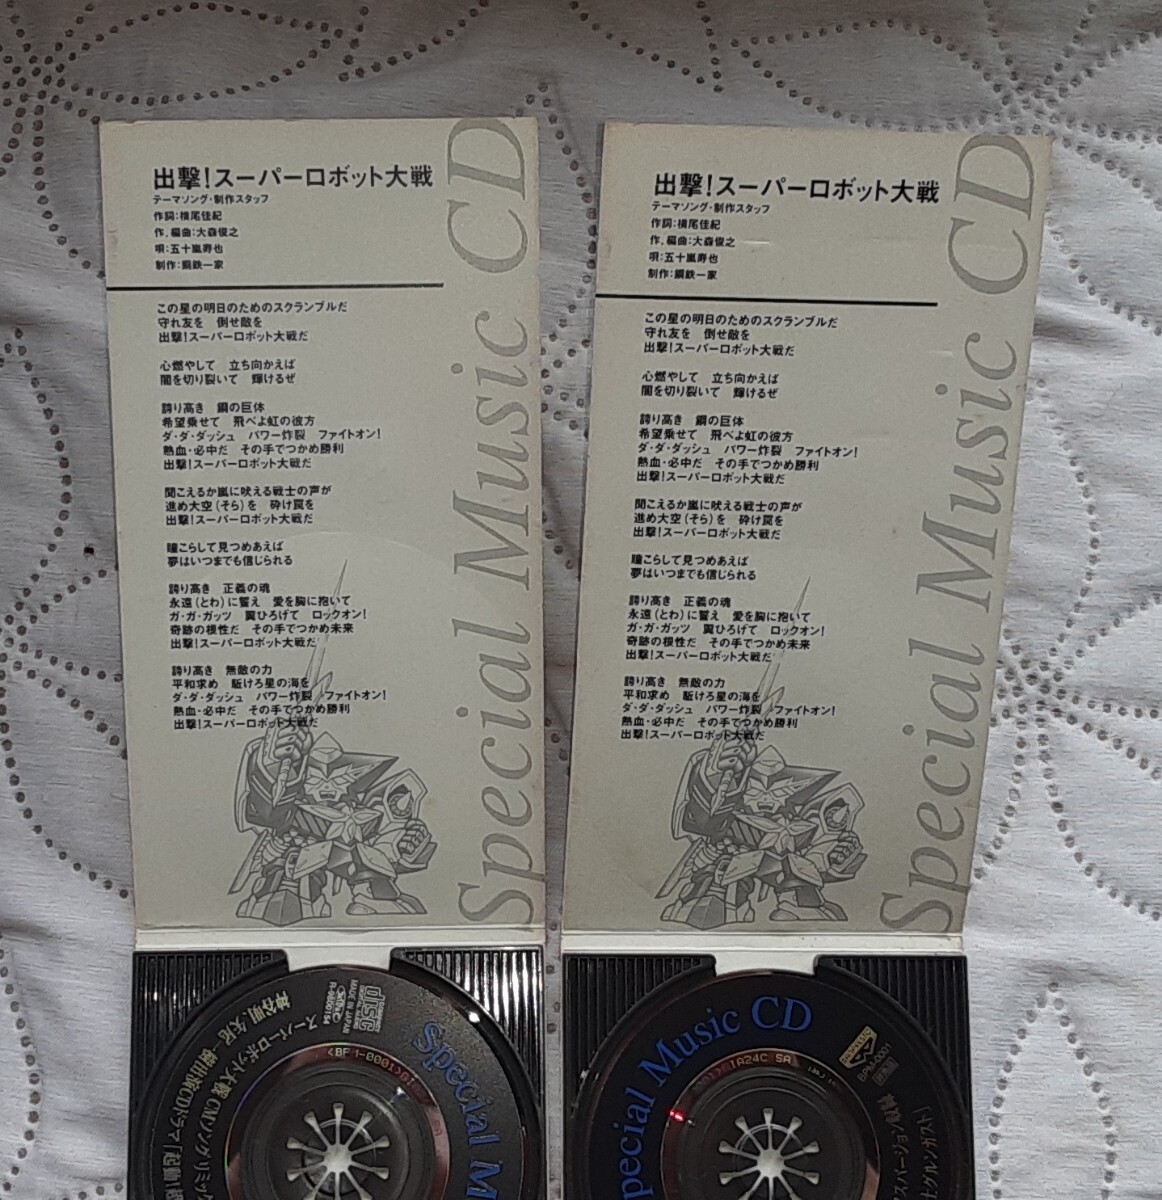 出撃!スーパーロボット大戦
テーマソング・制作スタッフ
作詞:横尾佳紀
作,編曲:大森俊之
唄:五十嵐寿也
制作:鋼鉄一家
この星の明日のためのスクランブルだ
守れ友を 倒せ敵を
出撃!スーパーロボット大戦だ
心燃やして 立ち向かえば
闇を切り裂いて 輝けるぜ
誇り高き 鋼の巨体
希望乗せて 飛べよ虹の彼方
ダ・ダ・ダッシュ パワー炸裂 ファイトオン!
熱血・必中だ その手でつかめ勝利
出撃!スーパーロボット大戦だ
聞こえるか嵐に吠える戦士の声が
進め大空(そら)を 砕け罠を
出撃!スーパーロボット大戦だ
瞳こらして見つめあえば
夢はいつまでも信じられる
誇り高き 正義の魂
永遠(とわ)に誓え 愛を胸に抱いて
ガ・ガ・ガッツ 翼ひろげて ロックオン!
奇跡の根性だ その手でつかめ未来
出撃!スーパーロボット大戦だ
誇り高き 無敵の力
平和求め 駈けろ星の海を
ダ・ダ・ダッシュ パワー炸裂 ファイトオン!
熱血・必中だ その手でつかめ勝利
出撃!スーパーロボット大戦だ
Special Music CD
出撃!スーパーロボット大戦
テーマソング・制作スタッフ
作詞:横尾佳紀
作,編曲:大森俊之
唄:五十嵐寿也
制作:鋼鉄一家
この星の明日のためのスクランブルだ
守れ友を 倒せ敵を
出撃!スーパーロボット大戦だ
心燃やして 立ち向かえば
闇を切り裂いて 輝けるぜ
誇り高き 鋼の巨体
希望乗せて 飛べよ虹の彼方
ダ・ダ・ダッシュ パワー炸裂 ファイトオン!
熱血・必中だ その手でつかめ勝利
出撃!スーパーロボット大戦だ
聞こえるか嵐に吠える戦士の声が
進め大空(そら)を 砕け罠を
出撃!スーパーロボット大戦だ
瞳こらして見つめあえば
夢はいつまでも信じられる
誇り高き 正義の魂
永遠(とわ)に誓え 愛を胸に抱いて
ガ・ガ・ガッツ 翼ひろげて ロックオン!
奇跡の根性だ その手でつかめ未来
出撃!スーパーロボット大戦だ
誇り高き 無敵の力
平和求め 駈けろ星の海を
ダ・ダ・ダッシュ パワー炸裂 ファイトオン!
熱血・必中だ その手でつかめ勝利
出撃!スーパーロボット大戦だ
Special Music CD
Special M
COMPACT
disc
DIGITAL AUDIO
MADE IN JAPAN
R-9800154
スーパーロボット大戦 CMソングリミッ
出演CDドラマ「起動
pecial Music CD
BPM-0001